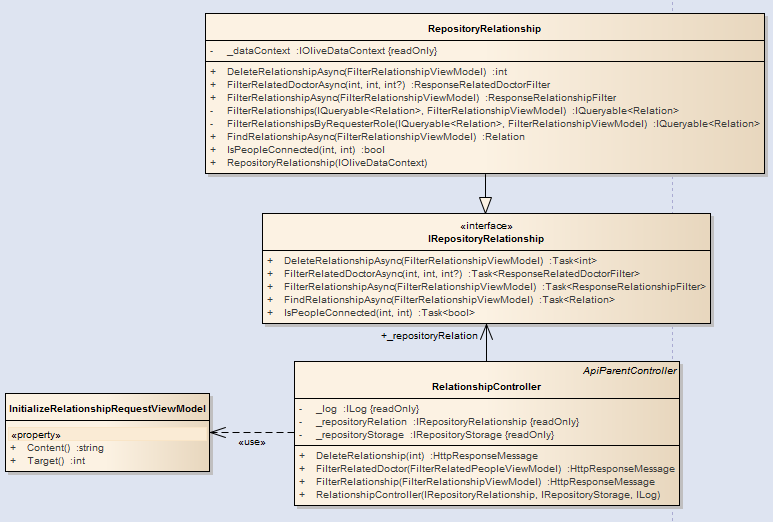 RepositoryRelationship
- _dataContext :IOliveDataContext {readOnly}
+ DeleteRelationshipAsync(FilterRelationshipViewModel) :int
+ FilterRelatedDoctorAsync(int, int, int?) :ResponseRelatedDoctorFilter
+ FilterRelationshipAsync(FilterRelationshipViewModel) :ResponseRelationshipFilter
- FilterRelationships(IQueryable<Relation>, FilterRelationshipViewModel) :IQueryable<Relation>
- FilterRelationshipsByRequesterRole(IQueryable<Relation>, FilterRelationshipViewModel) :IQueryable<Relation>
+ FindRelationshipAsync(FilterRelationshipViewModel) :Relation
+ IsPeopleConnected(int, int) :bool
+ RepositoryRelationship(IOliveDataContext)
«interface»
IRepositoryRelationship
+ DeleteRelationshipAsync(FilterRelationshipViewModel) :Task<int>
+ FilterRelatedDoctorAsync(int, int, int?) :Task<ResponseRelatedDoctorFilter>
+ FilterRelationshipAsync(FilterRelationshipViewModel) :Task<ResponseRelationshipFilter>
+ FindRelationshipAsync(FilterRelationshipViewModel) :Task<Relation>
+ IsPeopleConnected(int, int) :Task<bool>
+_repositoryRelation
ApiParentController
RelationshipController
- _log :ILog {readOnly}
- _repositoryRelation :IRepositoryRelationship {readOnly}
- _repositoryStorage :IRepositoryStorage {readOnly}
+ DeleteRelationship(int) :HttpResponseMessage
+ FilterRelatedDoctor(FilterRelatedPeopleViewModel) :HttpResponseMessage
+ FilterRelationship(FilterRelationshipViewModel) :HttpResponseMessage
+ RelationshipController(IRepositoryRelationship, IRepositoryStorage, ILog)
«use»
InitializeRelationshipRequestViewModel
«property»
+ Content() :string
+ Target() :int